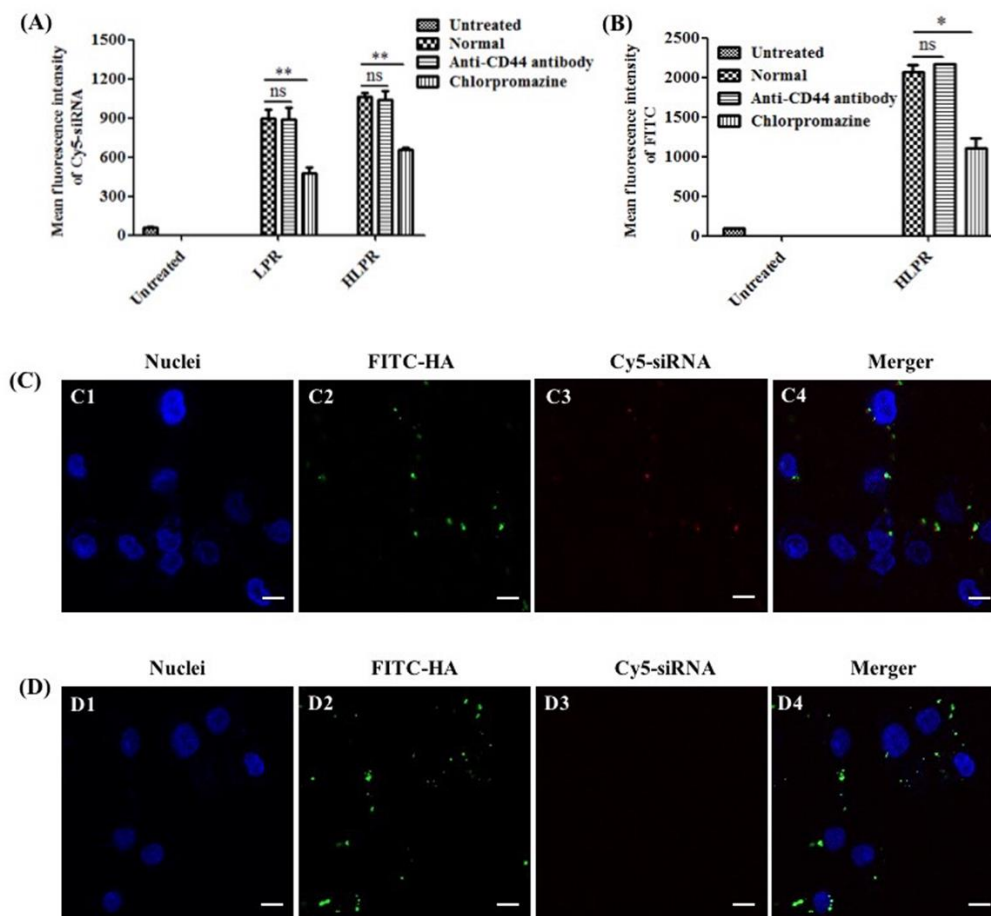 (A)
Mean fluorescence intensity
of Cy5-siRNA
1500
1200
900
600
300
0
Untreated
Normal
Anti-CD44 antibody
Chlorpromazine
**
ns
**
ns
Untreated
LPR
HLPR
(B)
Mean fluorescence intensity
of FITC
2500
2000
1500
1000
500
0
Untreated
Normal
Anti-CD44 antibody
Chlorpromazine
*
ns
Untreated
HLPR
Nuclei
FITC-HA
Cy5-siRNA
Merger
(C)
C1
C2
C3
C4
Nuclei
FITC-HA
Cy5-siRNA
Merger
(D)
D1
D2
D3
D4